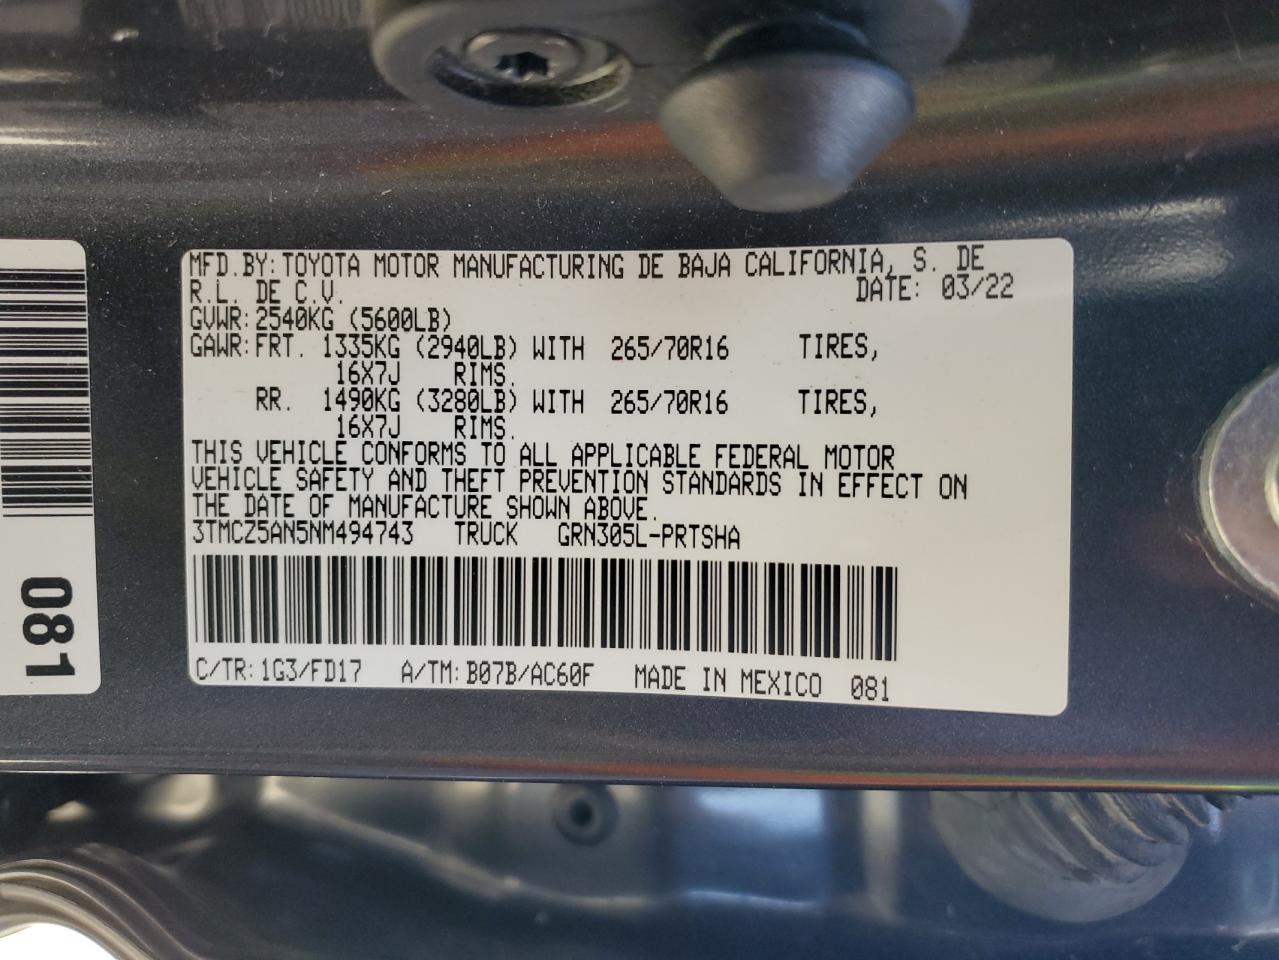 MFD.BY:TOYOTA MOTOR MANUFACTURING DE BAJA CALIFORNIA, S. DE
R.L. DE C.V. DATE: 03/22
GVWR:2540KG (5600LB)
GAWR:FRT. 1335KG (2940LB) WITH 265/70R16 TIRES,
16X7J RIMS.
RR. 1490KG (3280LB) WITH 265/70R16 TIRES,
16X7J RIMS.
THIS VEHICLE CONFORMS TO ALL APPLICABLE FEDERAL MOTOR
VEHICLE SAFETY AND THEFT PREVENTION STANDARDS IN EFFECT ON
THE DATE OF MANUFACTURE SHOWN ABOVE.
3TMCZ5AN5NM494743 TRUCK GRN305L-PRTSHA
C/TR:1G3/FD17 A/TM:B07B/AC60F MADE IN MEXICO 081
081